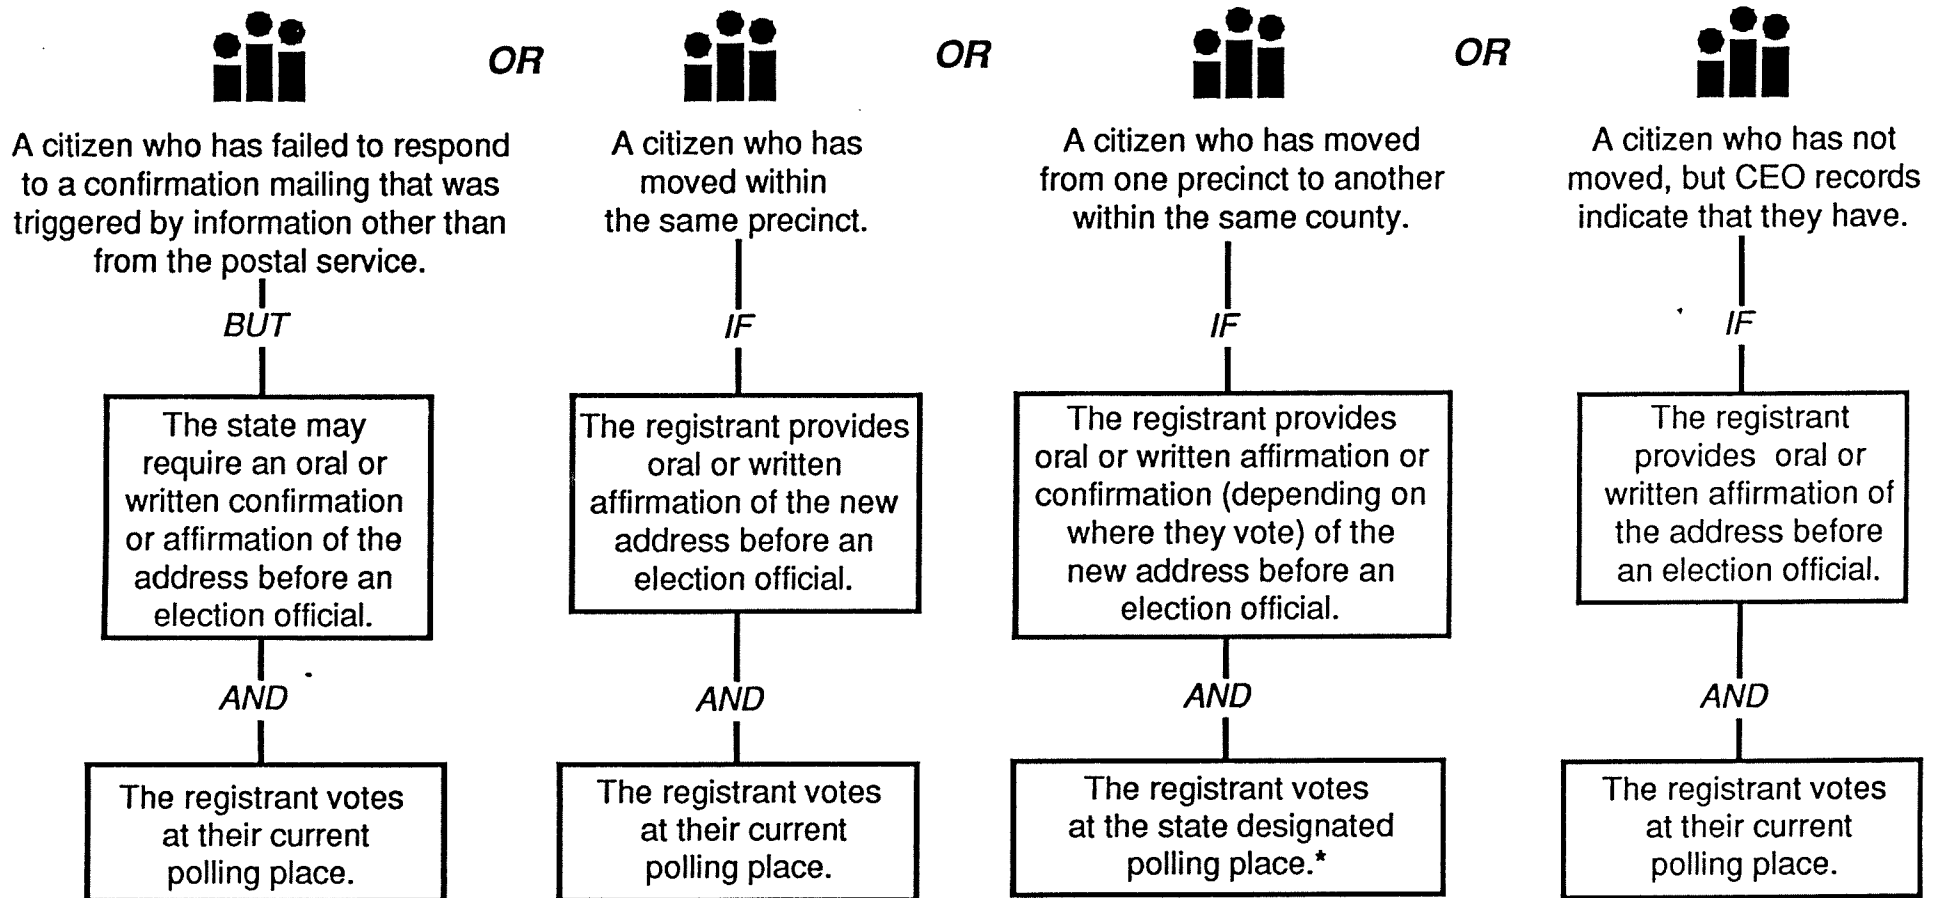 OR
OR
OR
A citizen who has failed to respond
to a confirmation mailing that was
triggered by information other than
from the postal service.
BUT
The state may
require an oral or
written confirmation
or affirmation of the
address before an
election official.
AND
The registrant votes
at their current
polling place.
A citizen who has
moved within
the same precinct.
IF
The registrant provides
oral or written
affirmation of the new
address before an
election official.
AND
The registrant votes
at their current
polling place.
A citizen who has moved
from one precinct to another
within the same county.
IF
The registrant provides
oral or written affirmation or
confirmation (depending on
where they vote) of the
new address before an
election official.
AND
The registrant votes
at the state designated
polling place.*
A citizen who has not
moved, but CEO records
indicate that they have.
IF
The registrant
provides oral or
written affirmation of
the address before
an election official.
AND
The registrant votes
at their current
polling place.